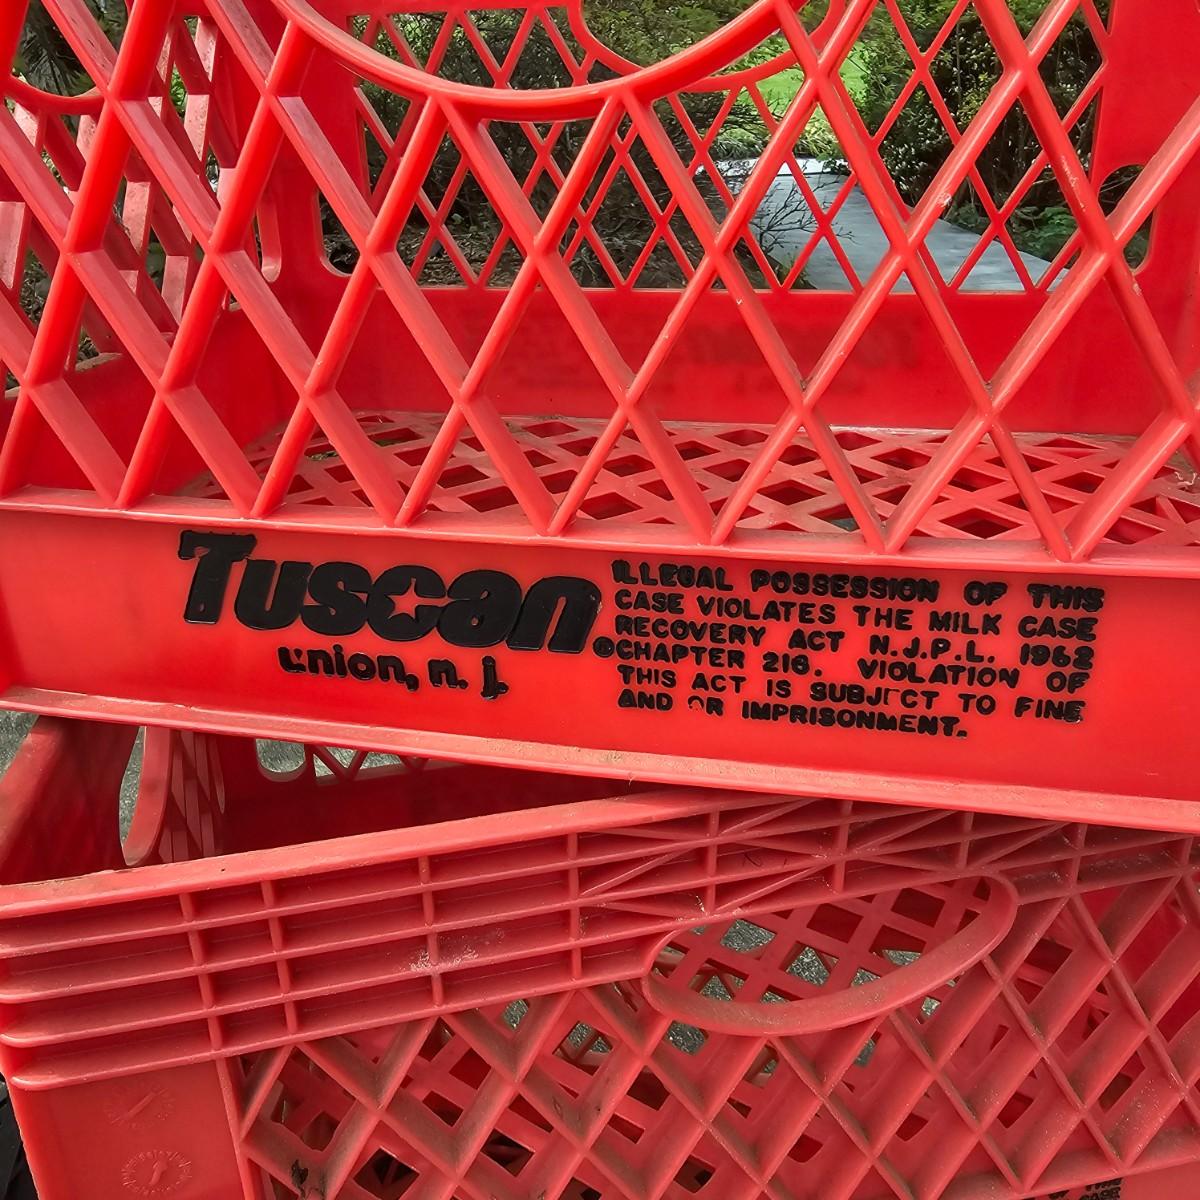 Tuscan®
union, n. j.
ILLEGAL POSSESSION OF THIS
CASE VIOLATES THE MILK CASE
RECOVERY ACT N.J.P.L. 1962
CHAPTER 216. VIOLATION OF
THIS ACT IS SUBJECT TO FINE
AND OR IMPRISONMENT.